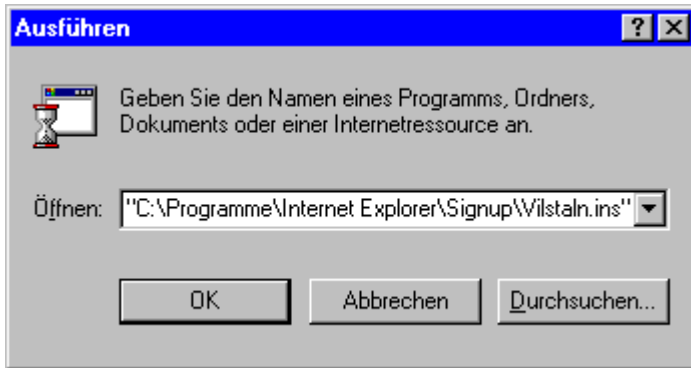 Ausführen
Geben Sie den Namen eines Programms, Ordners,
Dokuments oder einer Internetressource an.
Öffnen: "C:\Programme\Internet Explorer\Signup\Vilstaln.ins"
OK Abbrechen Durchsuchen...